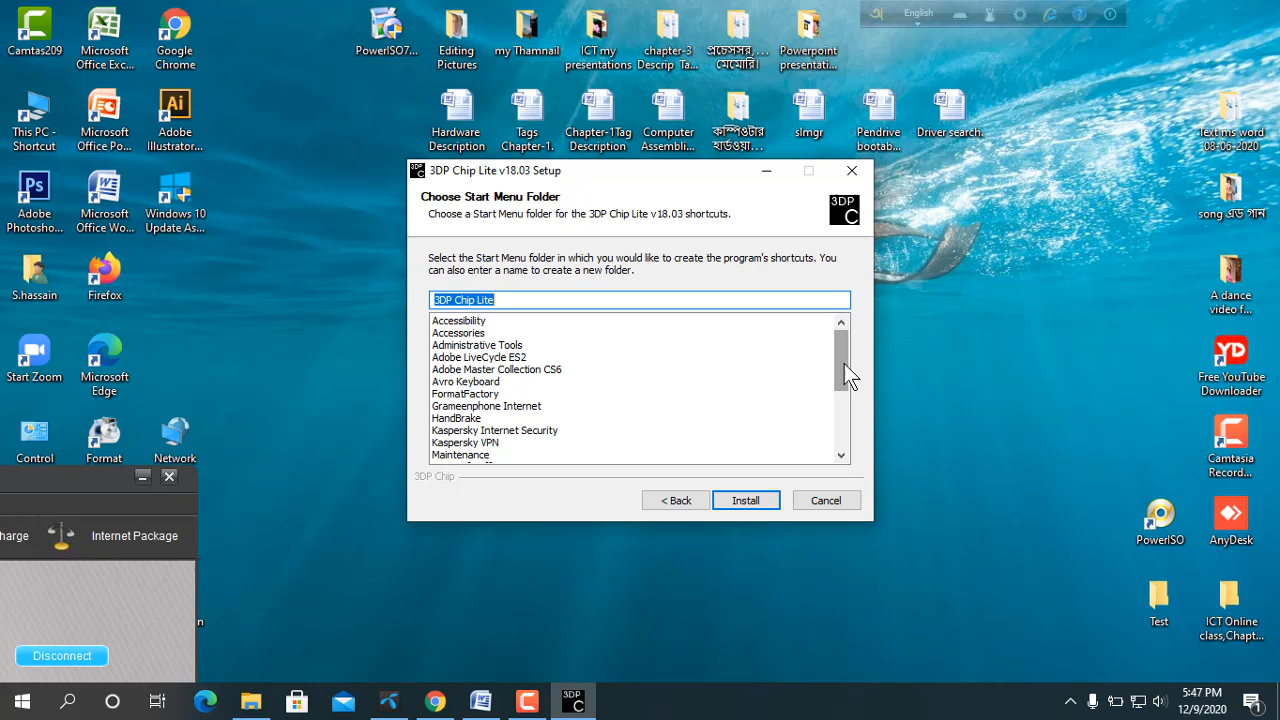 Camtas209
Microsoft
Office Exc...
Google
Chrome
PowerISO7...
Editing
Pictures
my Thamnail
ICT my
presentations
chapter-3
Descrip_Ta...
প্রসেসর,...
মেমোরি।
Powerpoint
presentati...
English
This PC -
Shortcut
Microsoft
Office Po...
Adobe
Illustrator...
Hardware
Description
Tags
Chapter-1.
Chapter-1Tag
Description
Computer
Assembli...
কম্পিউটার
হার্ডওয়া...
slmgr
Pendrive
bootab...
Driver search.
Text ms word
08-06-2020
Adobe
Photosho...
Microsoft
Office Wo...
Windows 10
Update As...
song এড গান
S.hassain
Firefox
A dance
video f...
Start Zoom
Microsoft
Edge
Free YouTube
Downloader
Control
Format
Network
Camtasia
Record...
PowerISO
AnyDesk
Test
ICT Online
class,Chapt...
3DP Chip Lite v18.03 Setup
Choose Start Menu Folder
Choose a Start Menu folder for the 3DP Chip Lite v18.03 shortcuts.
3DP
C
Select the Start Menu folder in which you would like to create the program's shortcuts. You
can also enter a name to create a new folder.
3DP Chip Lite
Accessibility
Accessories
Administrative Tools
Adobe LiveCycle ES2
Adobe Master Collection CS6
Avro Keyboard
FormatFactory
Grameenphone Internet
HandBrake
Kaspersky Internet Security
Kaspersky VPN
Maintenance
3DP Chip
< Back
Install
Cancel
harge
Internet Package
n
Disconnect
3DP
C
5:47 PM
12/9/2020
1